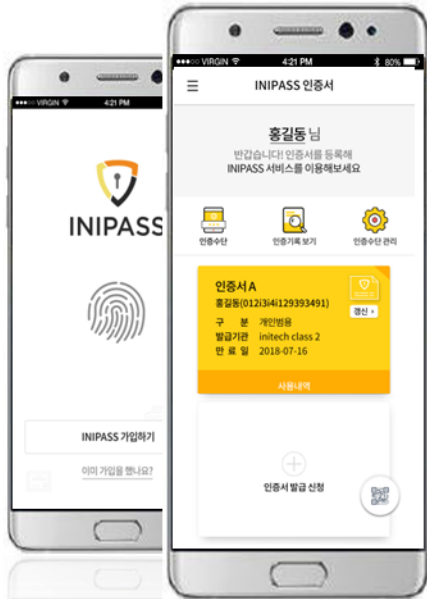 VIRGIN 4:21 PM
INIPASS
INIPASS 가입하기
이미 가입을 했나요?
VIRGIN 4:21 PM 80%
INIPASS 인증서
홍길동 님
반갑습니다! 인증서를 등록해
INIPASS 서비스를 이용해보세요
인증수단
인증기록 보기
인증수단 관리
인증서 A
홍길동(012i3i4i129393491)
갱신
구 분 개인범용
발급기관 initech class 2
만 료 일 2018-07-16
사용내역
인증서 발급 신청